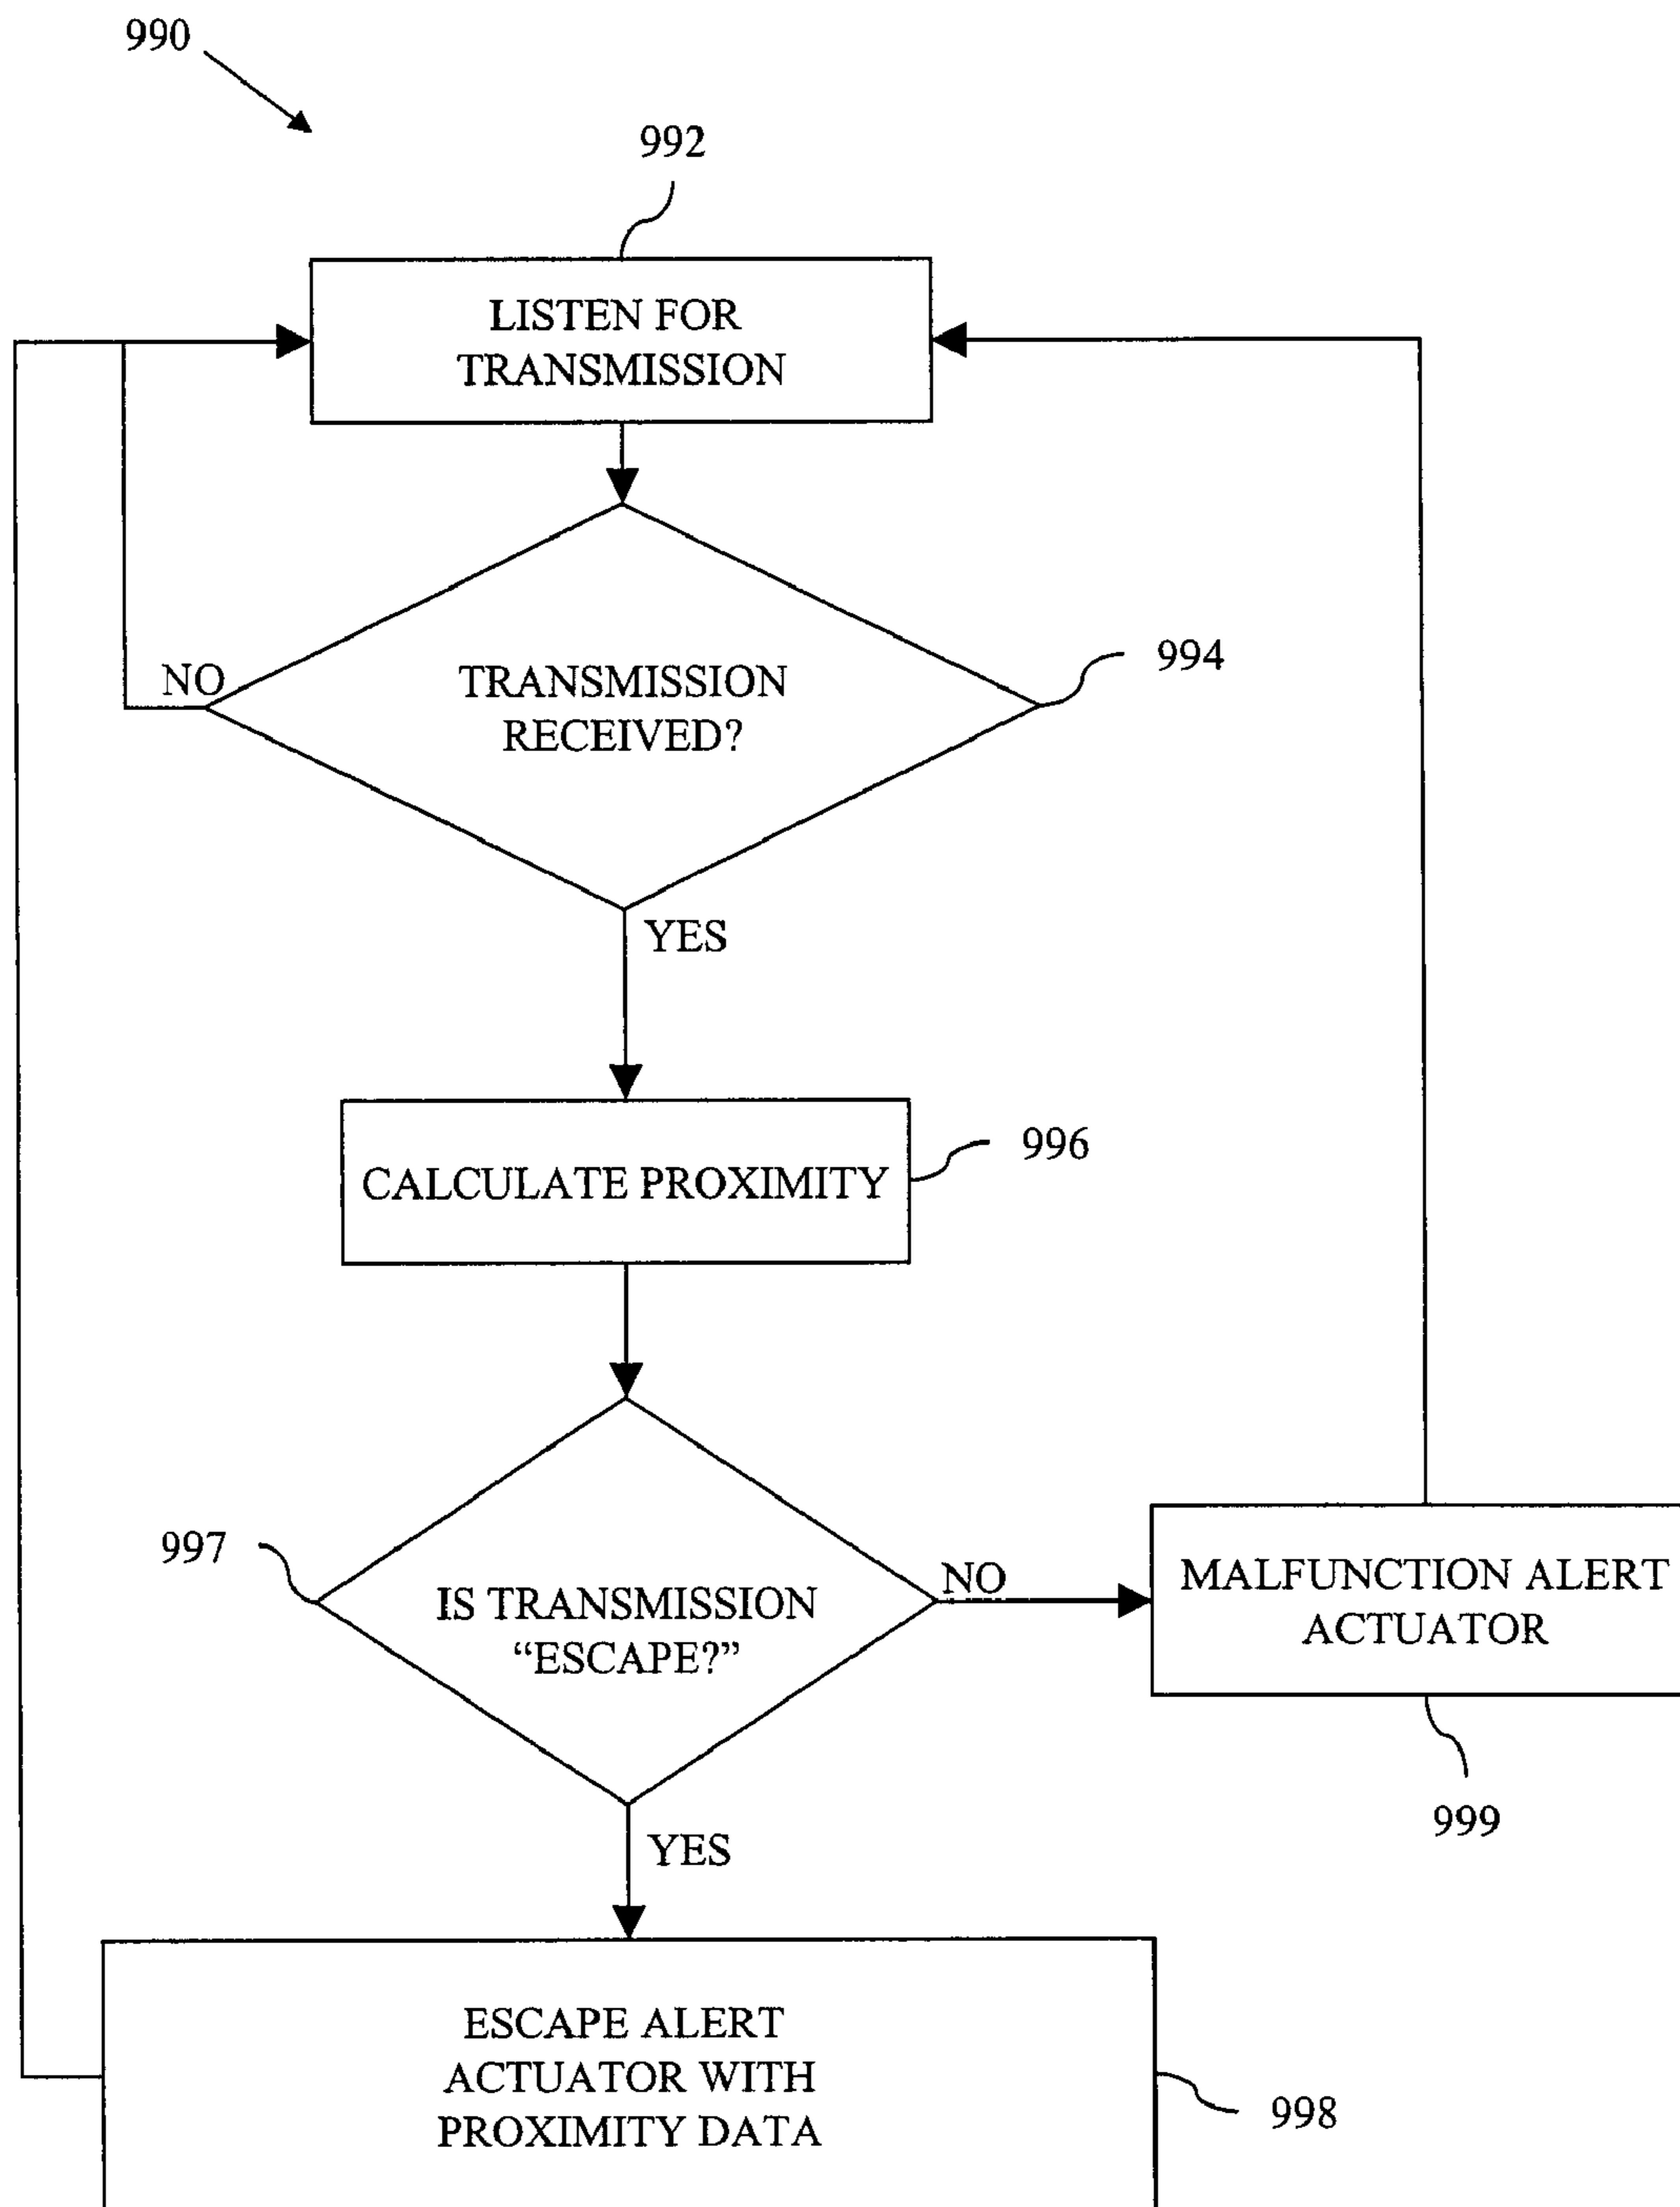 990
992
LISTEN FOR
TRANSMISSION
NO
TRANSMISSION
RECEIVED?
994
YES
CALCULATE PROXIMITY
996
997
IS TRANSMISSION
“ESCAPE?”
NO
MALFUNCTION ALERT
ACTUATOR
999
YES
ESCAPE ALERT
ACTUATOR WITH
PROXIMITY DATA
998